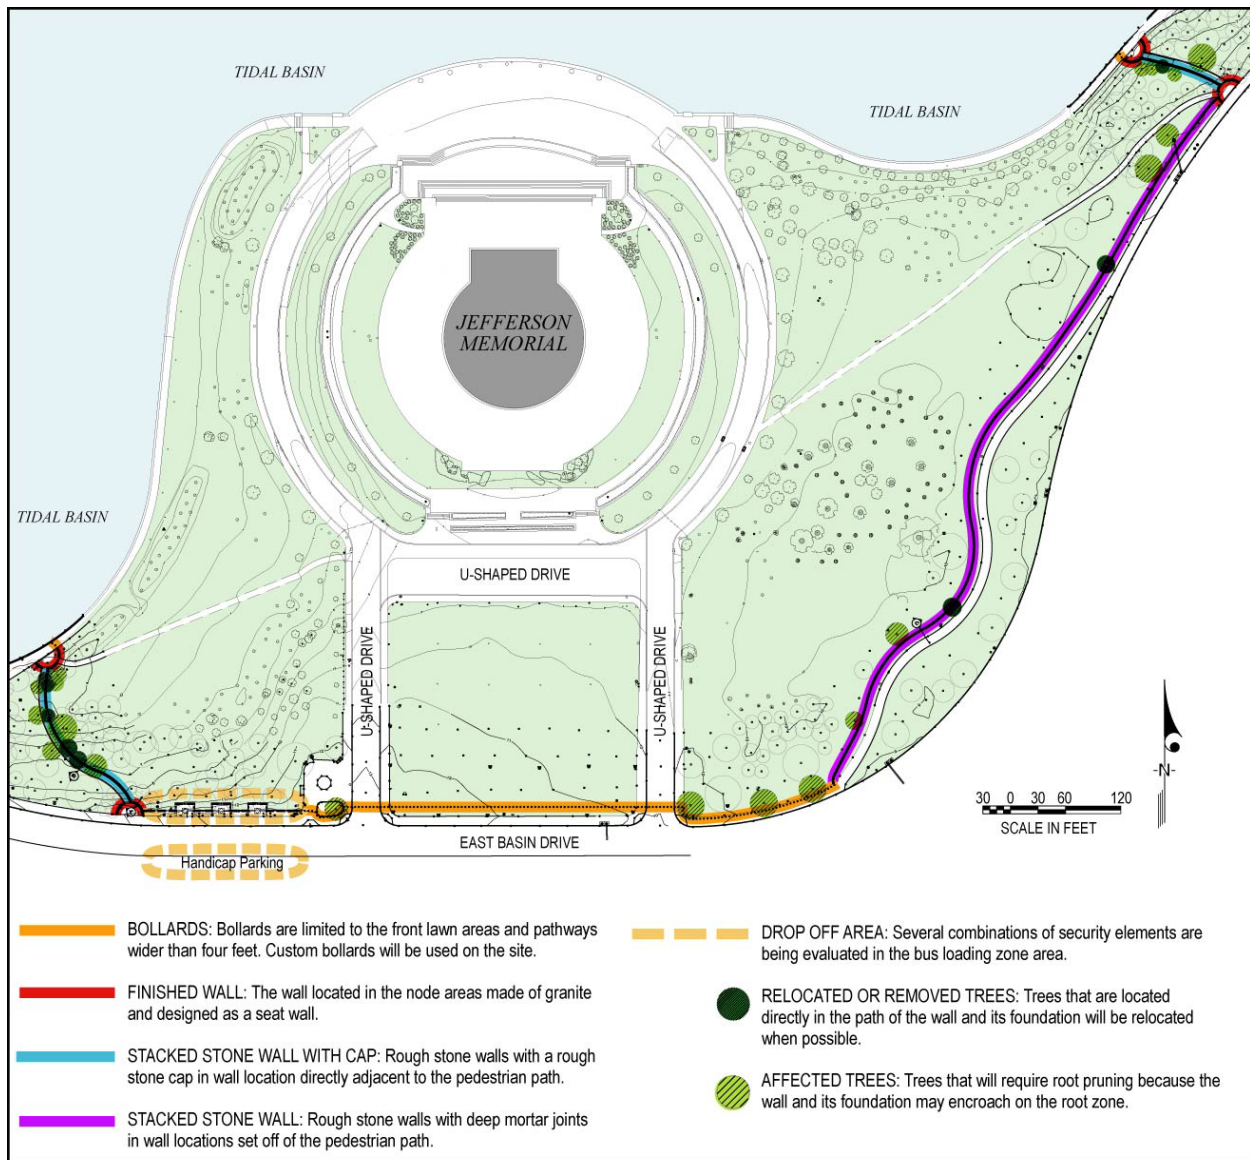 TIDAL BASIN
TIDAL BASIN
JEFFERSON
MEMORIAL
TIDAL BASIN
U-SHAPED DRIVE
U-SHAPED DRIVE
U-SHAPED DRIVE
-N-
30 0 30 60 120
SCALE IN FEET
EAST BASIN DRIVE
Handicap Parking
BOLLARDS: Bollards are limited to the front lawn areas and pathways
wider than four feet. Custom bollards will be used on the site.
FINISHED WALL: The wall located in the node areas made of granite
and designed as a seat wall.
STACKED STONE WALL WITH CAP: Rough stone walls with a rough
stone cap in wall location directly adjacent to the pedestrian path.
STACKED STONE WALL: Rough stone walls with deep mortar joints
in wall locations set off of the pedestrian path.
DROP OFF AREA: Several combinations of security elements are
being evaluated in the bus loading zone area.
RELOCATED OR REMOVED TREES: Trees that are located
directly in the path of the wall and its foundation will be relocated
when possible.
AFFECTED TREES: Trees that will require root pruning because the
wall and its foundation may encroach on the root zone.